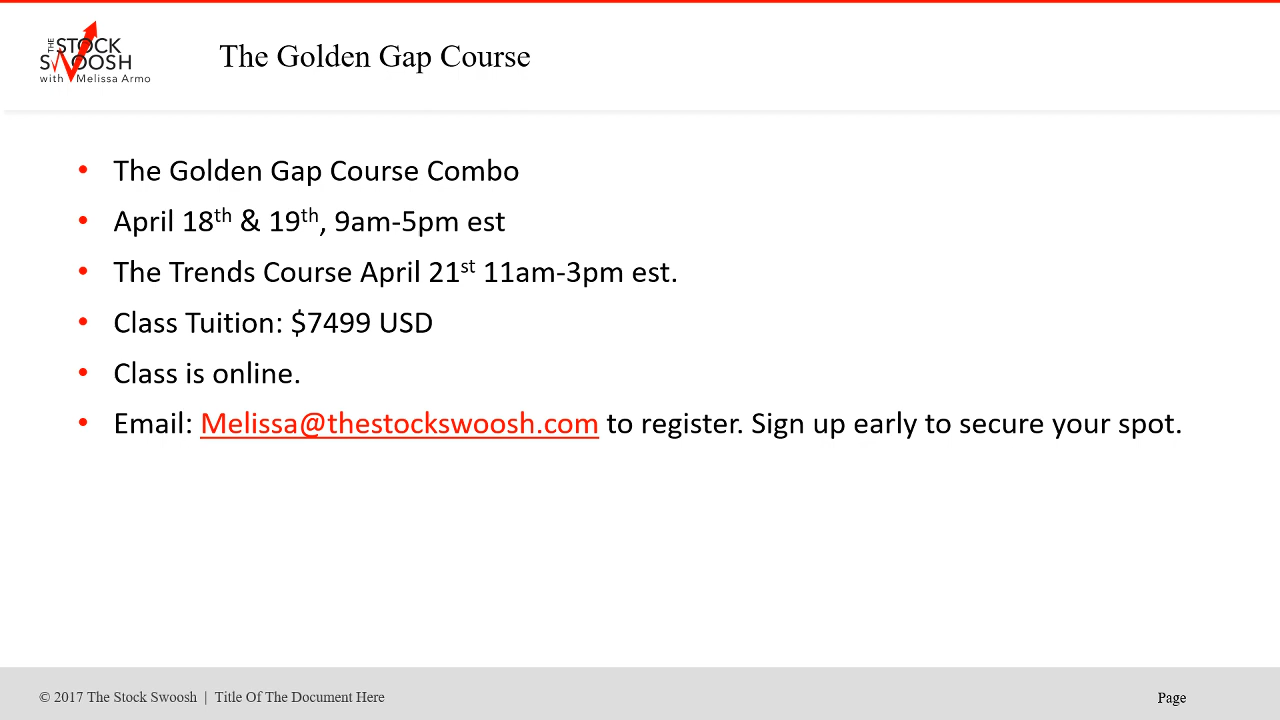 THE STOCK
SWOOSH
with Melissa Armo
The Golden Gap Course
• The Golden Gap Course Combo
• April 18th & 19th, 9am-5pm est
• The Trends Course April 21st 11am-3pm est.
• Class Tuition: $7499 USD
• Class is online.
• Email: Melissa@thestockswoosh.com to register. Sign up early to secure your spot.
© 2017 The Stock Swoosh | Title Of The Document Here
Page